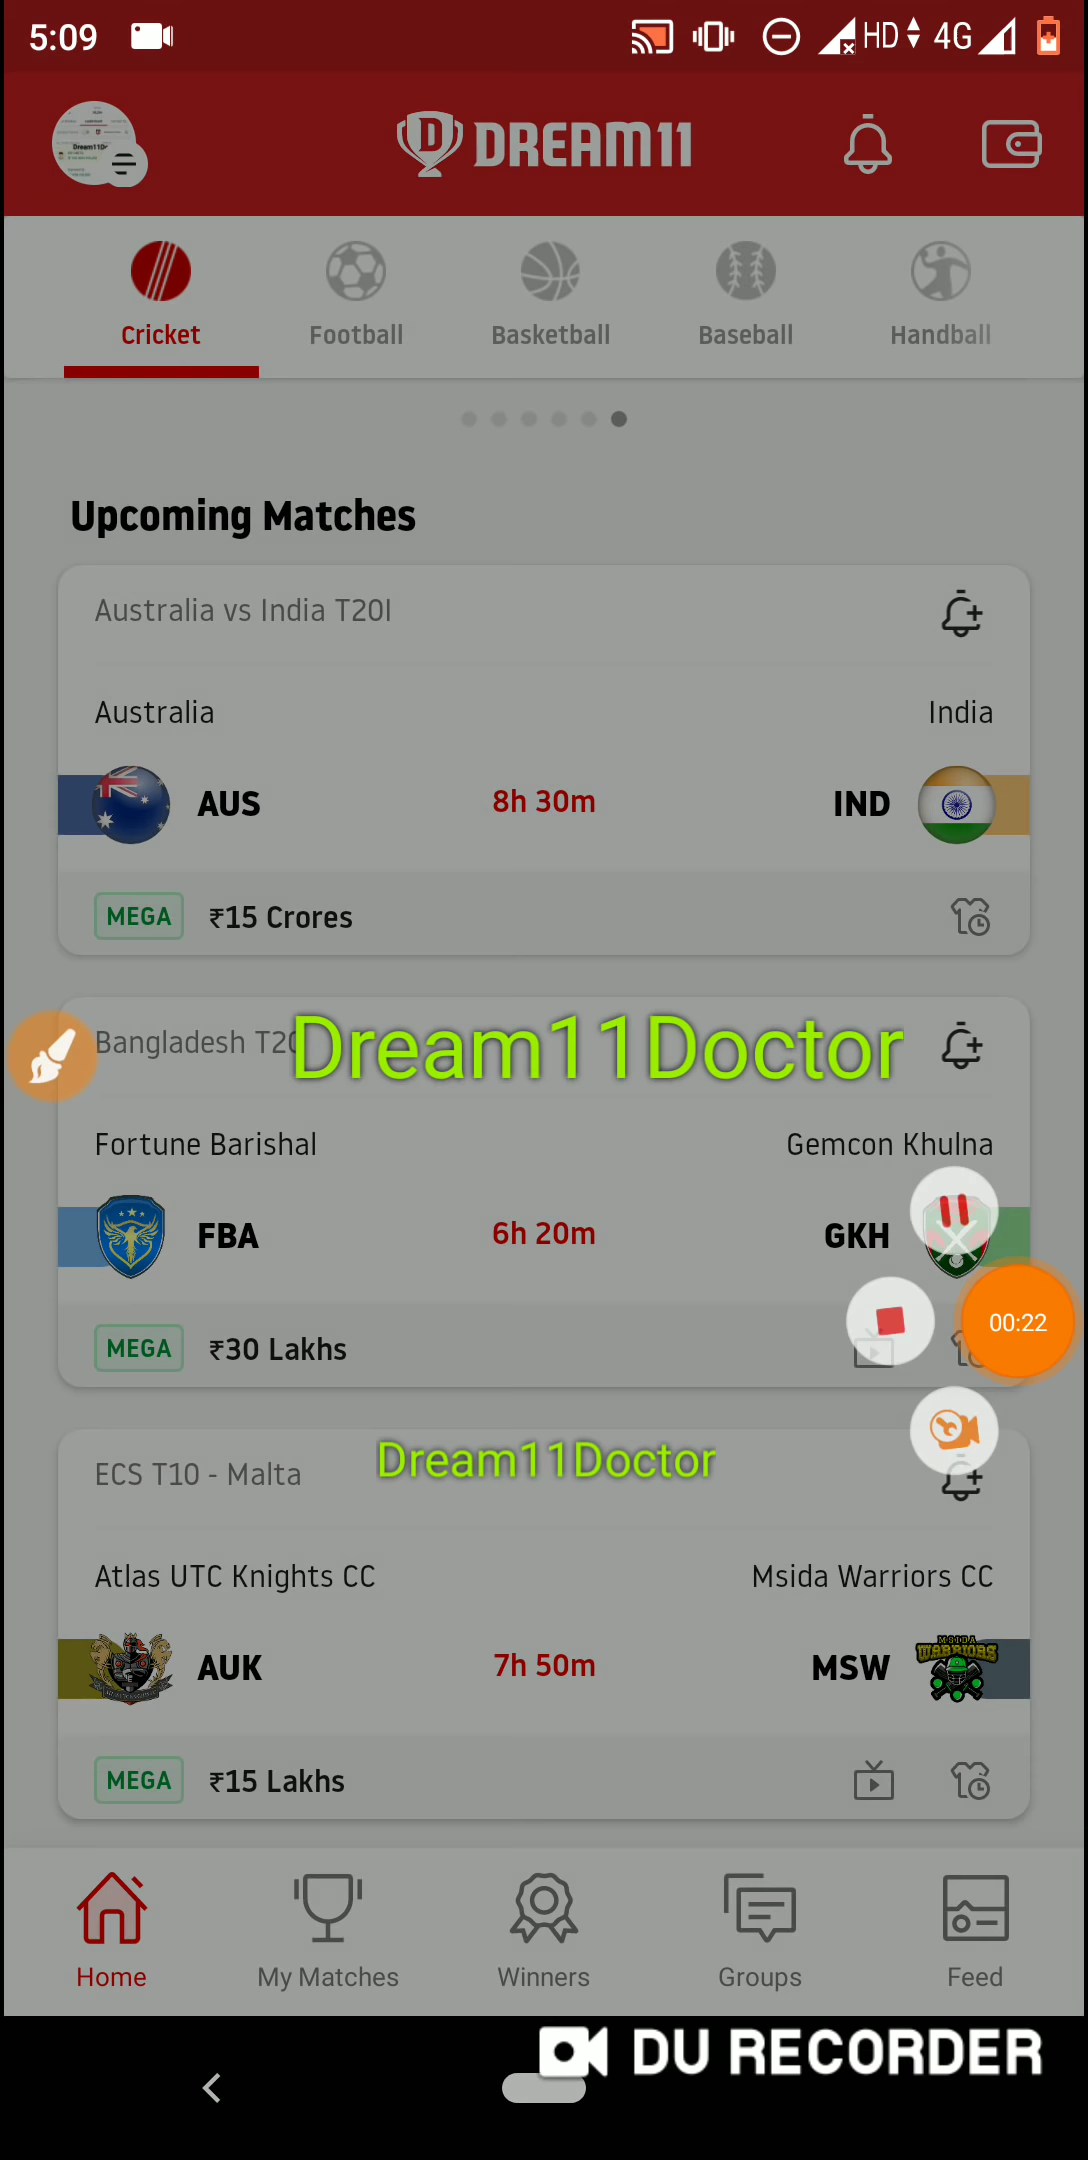 5:09 HD 4G
DREAM11
Cricket Football Basketball Baseball Handball
Upcoming Matches
Australia vs India T20I
Australia India
AUS 8h 30m IND
MEGA ₹15 Crores
Bangladesh Dream11Doctor
Fortune Barishal Gemcon Khulna
FBA 6h 20m GKH
MEGA ₹30 Lakhs 00:22
ECS T10 - Malta Dream11Doctor
Atlas UTC Knights CC Msida Warriors CC
MSIDA
WARRIORS
AUK 7h 50m MSW
MEGA ₹15 Lakhs
Home My Matches Winners Groups Feed
DU RECORDER